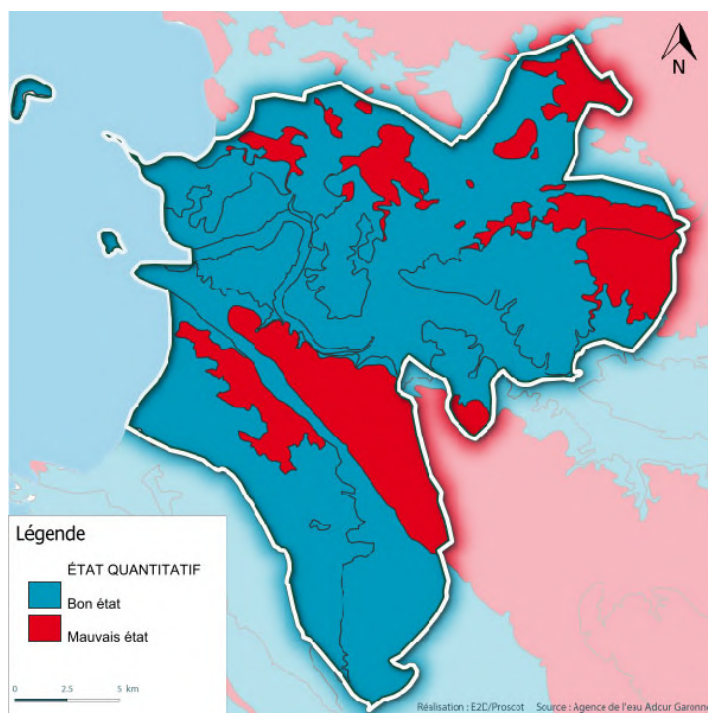 N
Légende
ÉTAT QUANTITATIF
Bon état
Mauvais état
0 2.5 5 km
Réalisation : E2D/Proscot Source : Agence de l'eau Adour Garonne